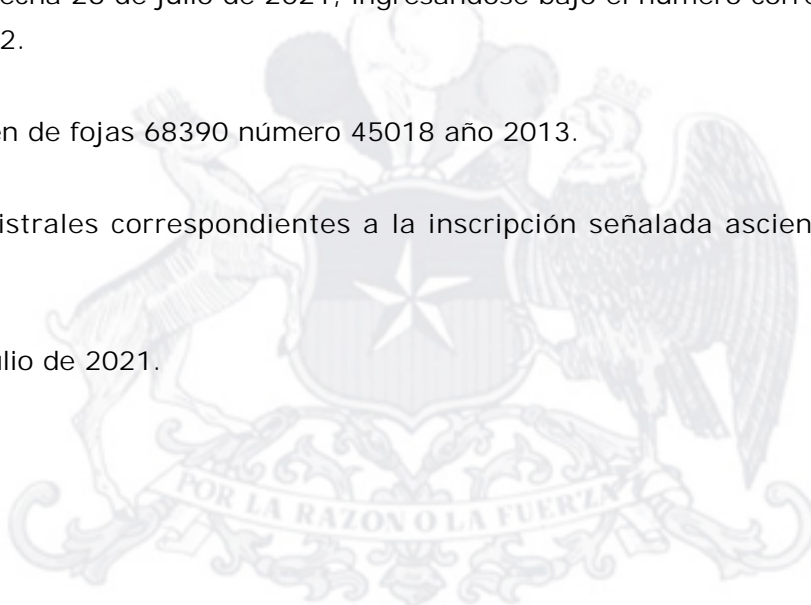 fecha 20 de julio de 2021, ingresándose bajo el número corre
2.
en de fojas 68390 número 45018 año 2013.
istrales correspondientes a la inscripción señalada ascien
ulio de 2021.
POR LA RAZON O LA FUERZA